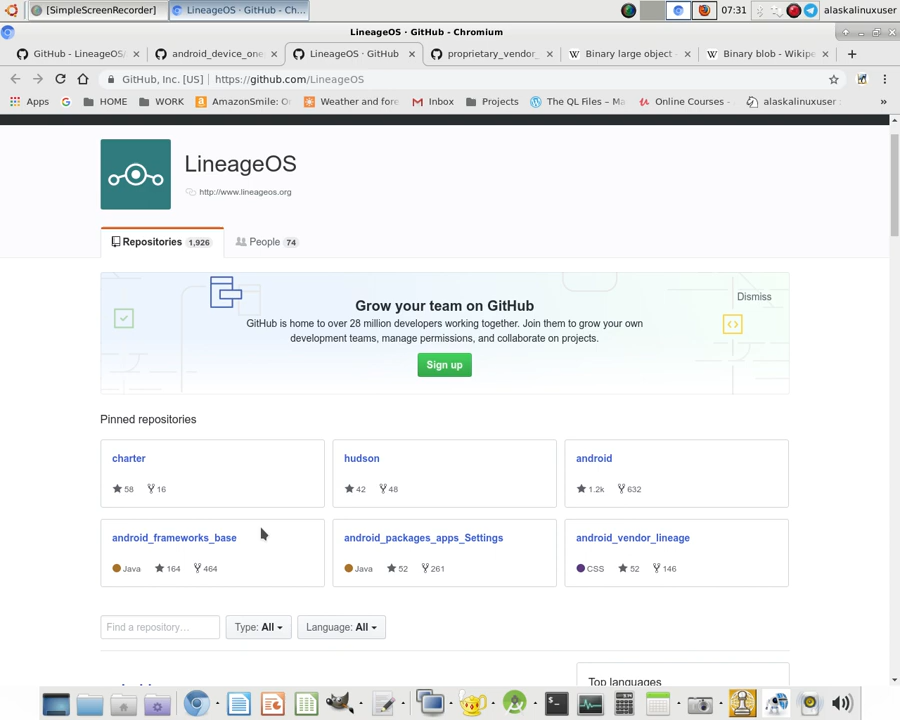 [SimpleScreenRecorder]
LineageOS · GitHub - Ch...
07:31
alaskalinuxuser
LineageOS · GitHub - Chromium
GitHub - LineageOS/
android_device_one
LineageOS · GitHub
proprietary_vendor_
Binary large object -
Binary blob - Wikipe
GitHub, Inc. [US]
https://github.com/LineageOS
Apps
HOME
WORK
AmazonSmile: O
Weather and fore
Inbox
Projects
The QL Files – Ma
Online Courses -
alaskalinuxuser
»
LineageOS
http://www.lineageos.org
Repositories 1,926
People 74
Dismiss
Grow your team on GitHub
GitHub is home to over 28 million developers working together. Join them to grow your own
development teams, manage permissions, and collaborate on projects.
Sign up
Pinned repositories
charter
58 16
hudson
42 48
android
1.2k 632
android_frameworks_base
Java 164 464
android_packages_apps_Settings
Java 52 261
android_vendor_lineage
CSS 52 146
Find a repository…
Type: All
Language: All
Top languages